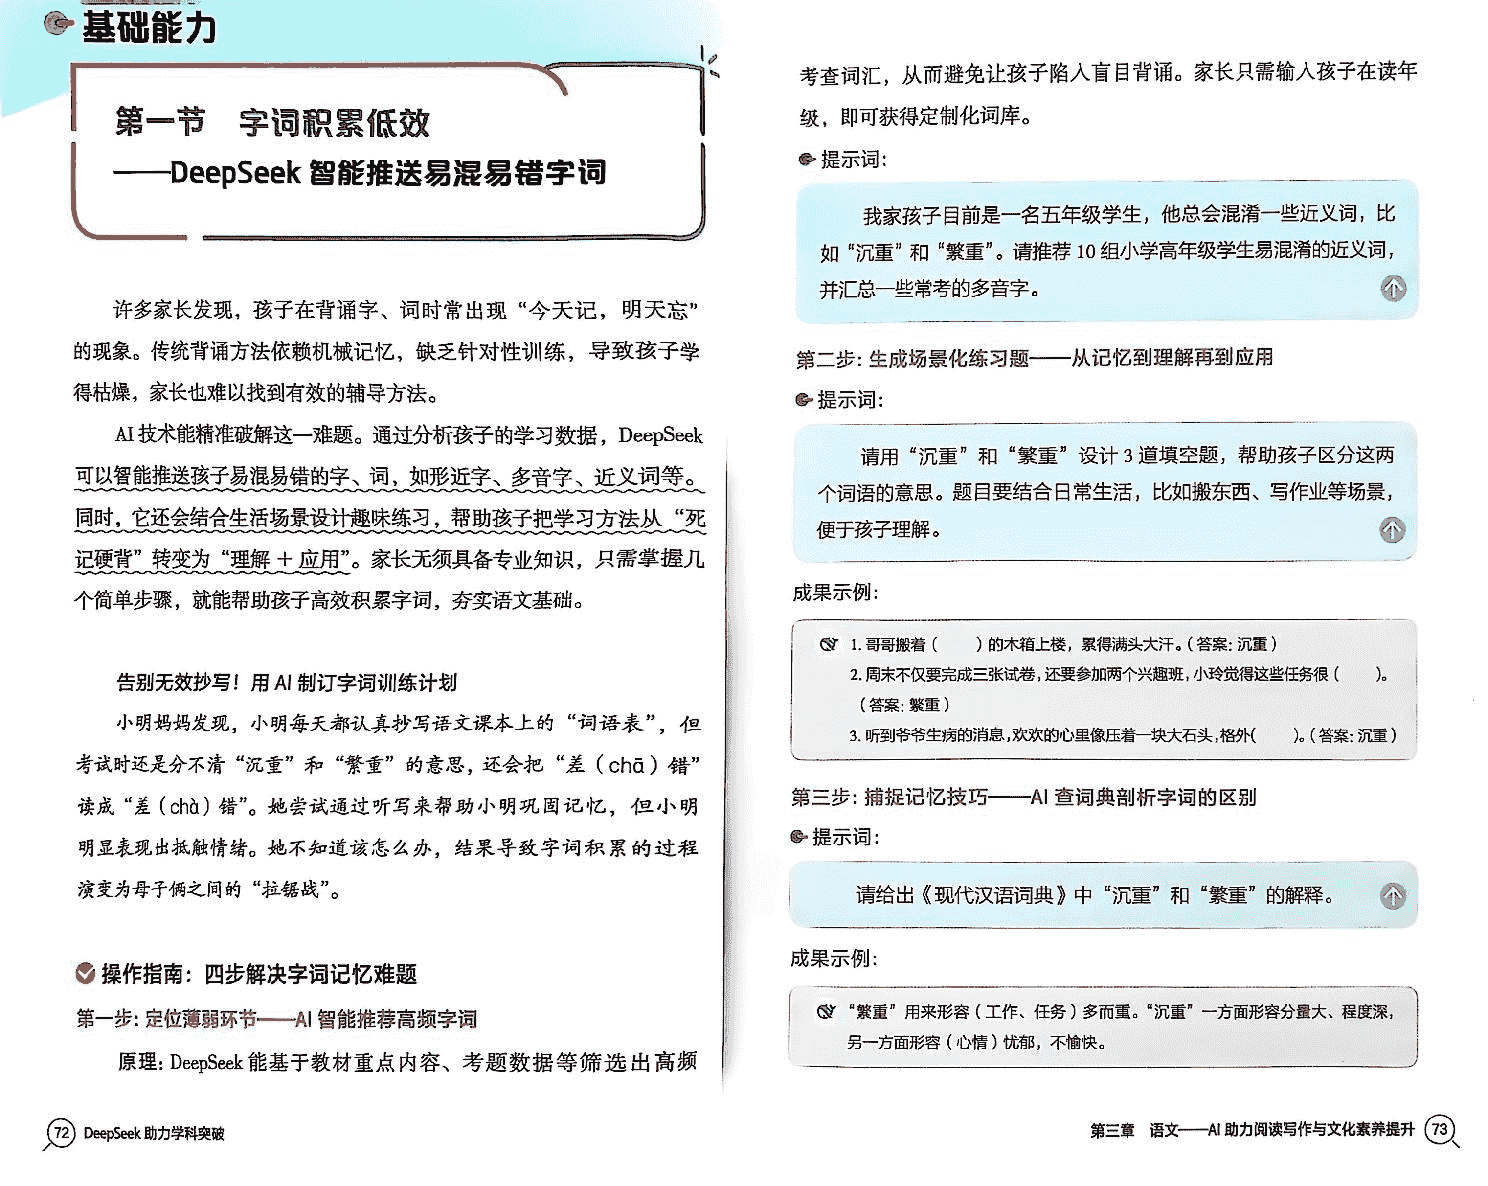 基础能力
第一节 字词积累低效
——DeepSeek 智能推送易混易错字词
许多家长发现，孩子在背诵字、词时常出现“今天记，明天忘”
的现象。传统背诵方法依赖机械记忆，缺乏针对性训练，导致孩子学
得枯燥，家长也难以找到有效的辅导方法。
AI 技术能精准破解这一难题。通过分析孩子的学习数据，DeepSeek
可以智能推送孩子易混易错的字、词，如形近字、多音字、近义词等。
同时，它还会结合生活场景设计趣味练习，帮助孩子把学习方法从“死
记硬背”转变为“理解 + 应用”。家长无须具备专业知识，只需掌握几
个简单步骤，就能帮助孩子高效积累字词，夯实语文基础。
告别无效抄写！用 AI 制订字词训练计划
小明妈妈发现，小明每天都认真抄写语文课本上的“词语表”，但
考试时还是分不清“沉重”和“繁重”的意思，还会把“差（chā）错”
读成“差（chà）错”。她尝试通过听写来帮助小明巩固记忆，但小明
明显表现出抵触情绪。她不知道该怎么办，结果导致字词积累的过程
演变为母子俩之间的“拉锯战”。
操作指南：四步解决字词记忆难题
第一步：定位薄弱环节——AI 智能推荐高频字词
原理：DeepSeek 能基于教材重点内容、考题数据等筛选出高频
72 DeepSeek 助力学科突破
考查词汇，从而避免让孩子陷入盲目背诵。家长只需输入孩子在读年
级，即可获得定制化词库。
提示词：
我家孩子目前是一名五年级学生，他总会混淆一些近义词，比
如“沉重”和“繁重”。请推荐 10 组小学高年级学生易混淆的近义词，
并汇总一些常考的多音字。
第二步：生成场景化练习题——从记忆到理解再到应用
提示词：
请用“沉重”和“繁重”设计 3 道填空题，帮助孩子区分这两
个词语的意思。题目要结合日常生活，比如搬东西、写作业等场景，
便于孩子理解。
成果示例：
1. 哥哥搬着（　　）的木箱上楼，累得满头大汗。（答案：沉重）
2. 周末不仅要完成三张试卷，还要参加两个兴趣班，小玲觉得这些任务很（　　）。
（答案：繁重）
3. 听到爷爷生病的消息，欢欢的心里像压着一块大石头，格外（　　）。（答案：沉重）
第三步：捕捉记忆技巧——AI 查词典剖析字词的区别
提示词：
请给出《现代汉语词典》中“沉重”和“繁重”的解释。
成果示例：
“繁重”用来形容（工作、任务）多而重。“沉重”一方面形容分量大、程度深，
另一方面形容（心情）忧郁，不愉快。
第三章 语文——AI 助力阅读写作与文化素养提升 73